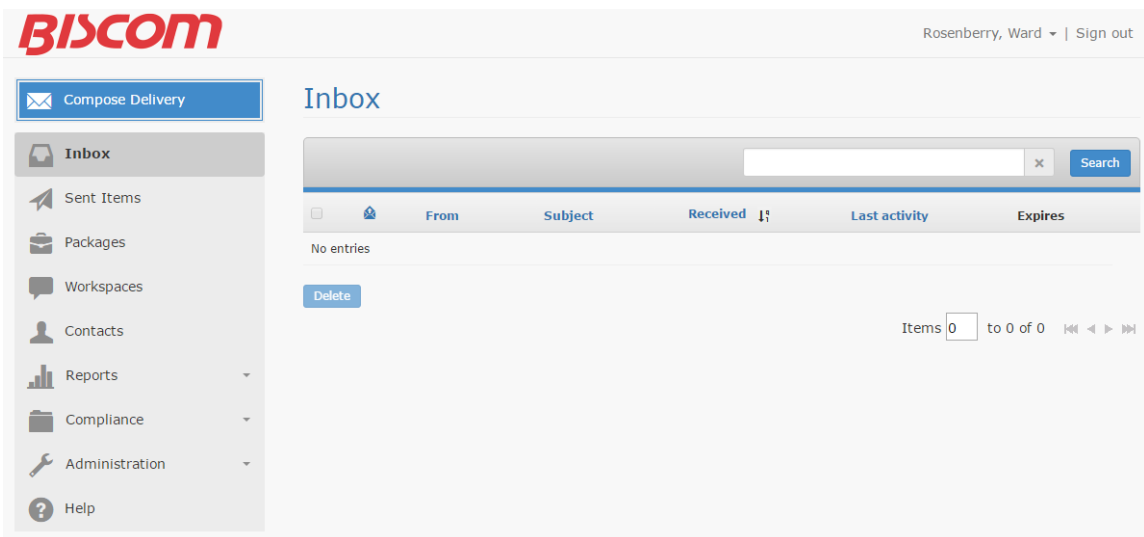 BISCOM
Rosenberry, Ward | Sign out
Compose Delivery
Inbox
Sent Items
Packages
Workspaces
Contacts
Reports
Compliance
Administration
Help
Inbox
Search
From Subject Received Last activity Expires
No entries
Delete
Items 0 to 0 of 0